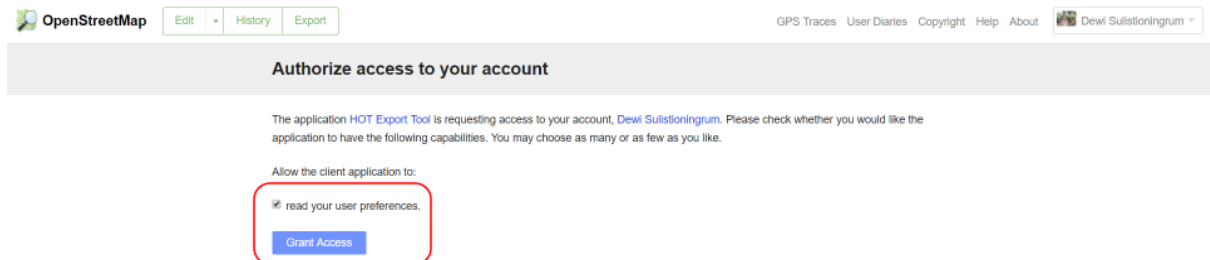 OpenStreetMap Edit History Export GPS Traces User Diaries Copyright Help About Dewi Sulistioningrum
Authorize access to your account
The application HOT Export Tool is requesting access to your account, Dewi Sulistioningrum. Please check whether you would like the
application to have the following capabilities. You may choose as many or as few as you like.
Allow the client application to:
read your user preferences.
Grant Access